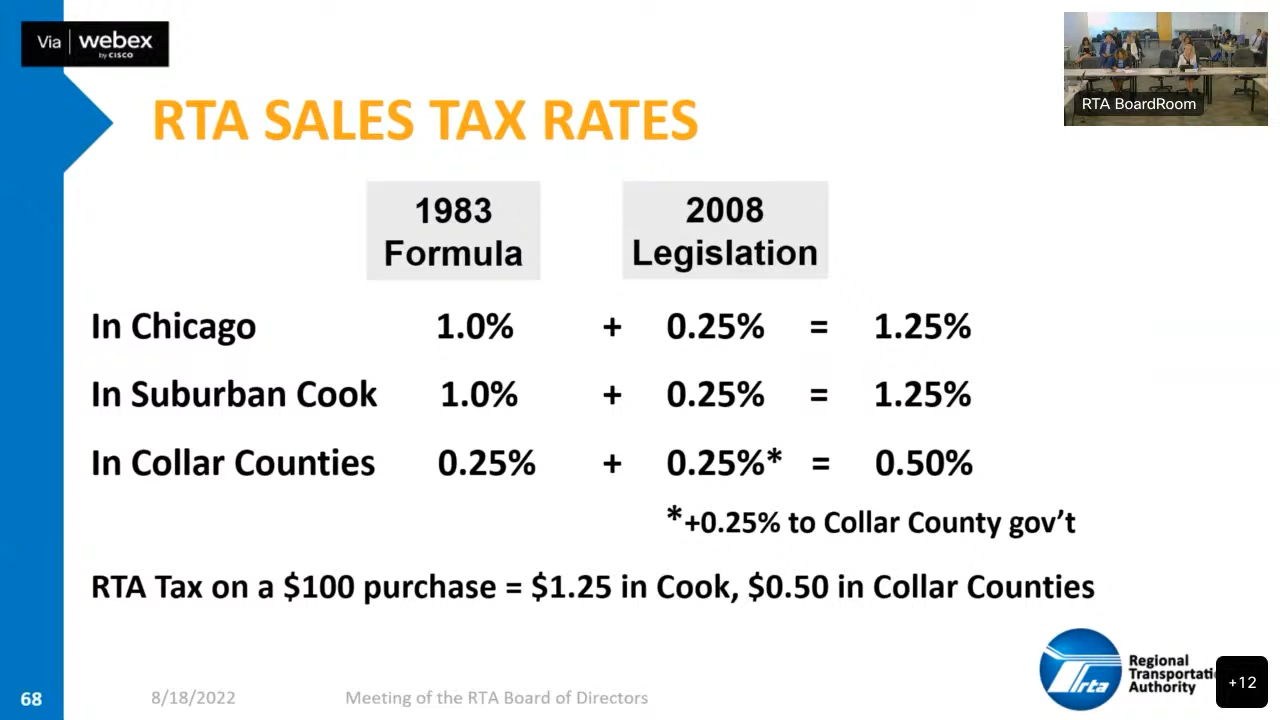 Via webex
by CISCO
RTA BoardRoom
RTA SALES TAX RATES
1983 2008
Formula Legislation
In Chicago 1.0% + 0.25% = 1.25%
In Suburban Cook 1.0% + 0.25% = 1.25%
In Collar Counties 0.25% + 0.25%* = 0.50%
*+0.25% to Collar County gov’t
RTA Tax on a $100 purchase = $1.25 in Cook, $0.50 in Collar Counties
rta
Regional
Transportati
Authority
+12
68 8/18/2022 Meeting of the RTA Board of Directors